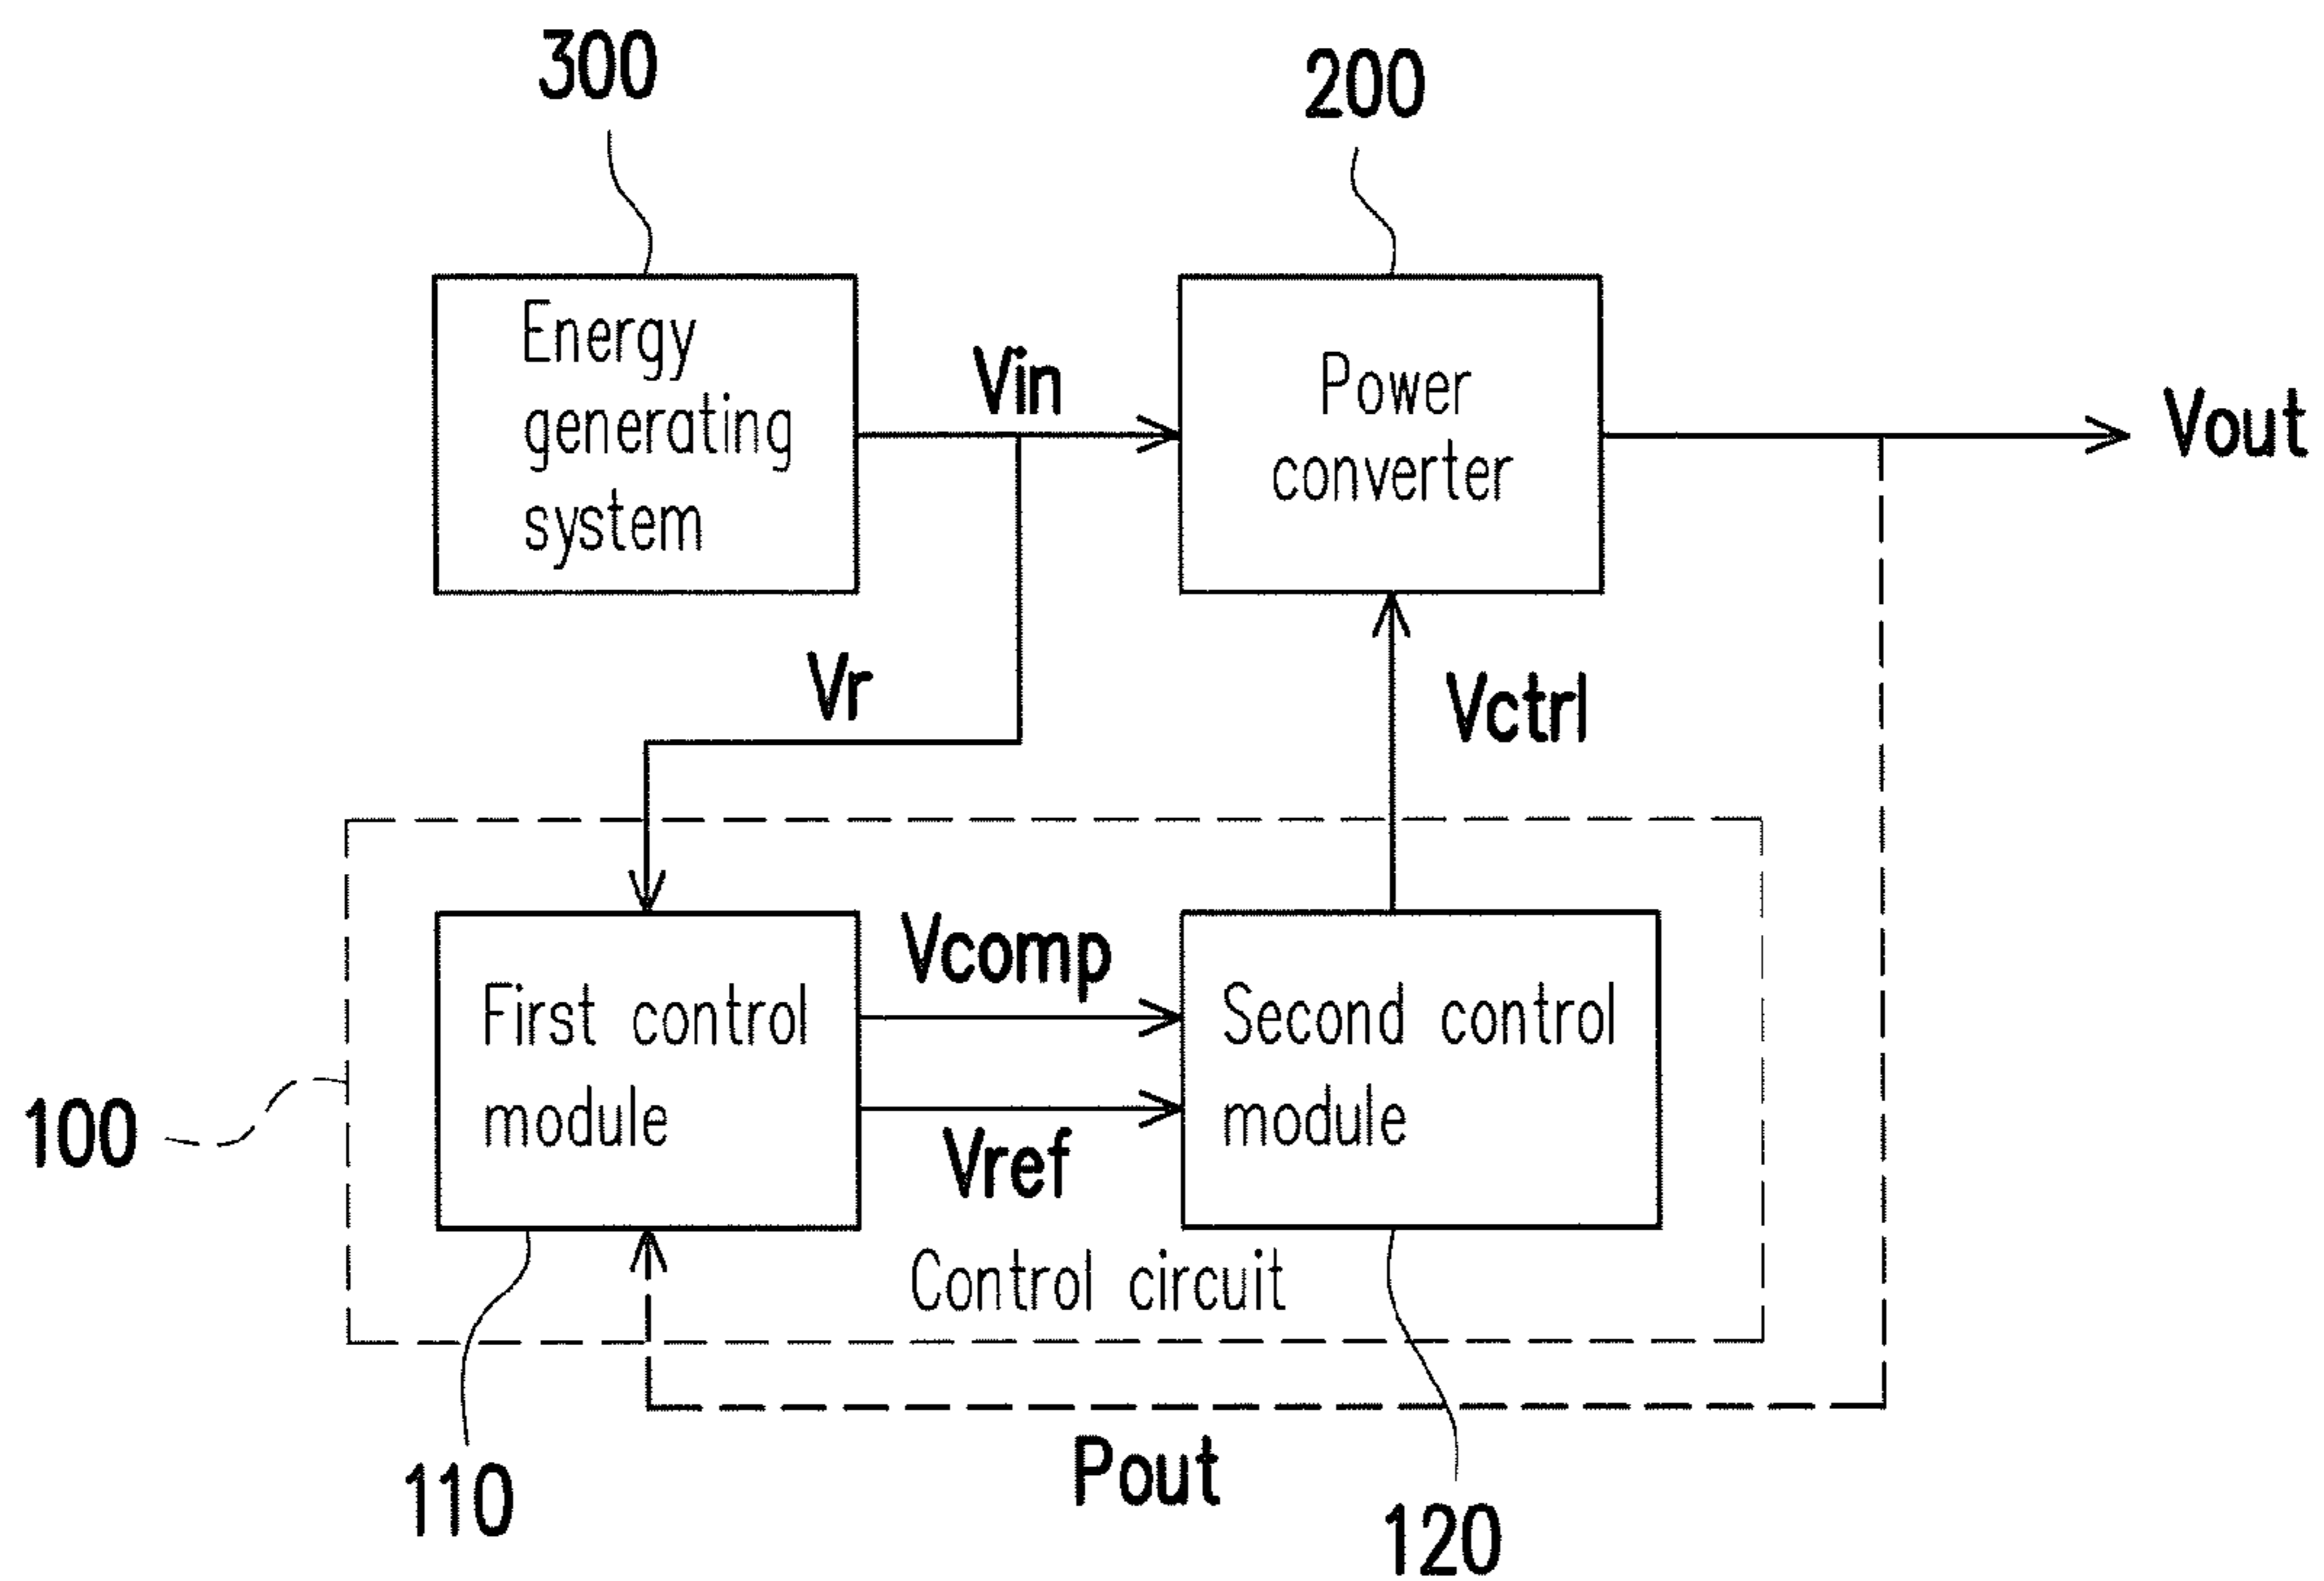 300
200
Energy
generating
system
Vin
Power
converter
Vout
Vr
Vctrl
First control
module
Vcomp
Vref
Second control
module
100
Control circuit
Pout
110
120